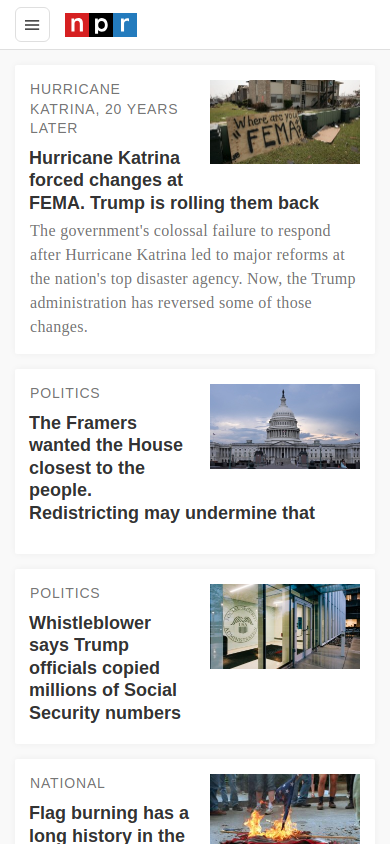 npr
HURRICANE
KATRINA, 20 YEARS
LATER
Where are you
"FEMA?
Hurricane Katrina
forced changes at
FEMA. Trump is rolling them back
The government's colossal failure to respond
after Hurricane Katrina led to major reforms at
the nation's top disaster agency. Now, the Trump
administration has reversed some of those
changes.
POLITICS
The Framers
wanted the House
closest to the
people.
Redistricting may undermine that
POLITICS
Whistleblower
says Trump
officials copied
millions of Social
Security numbers
NATIONAL
Flag burning has a
long history in the